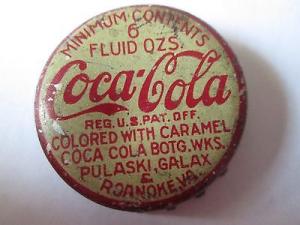 MINIMUM CONTENTS
6
FLUID OZS.
Coca-Cola
REG. U.S. PAT. OFF.
COLORED WITH CARAMEL
COCA COLA BOTG. WKS.
PULASKI, GALAX
&
ROANOKE, VA.